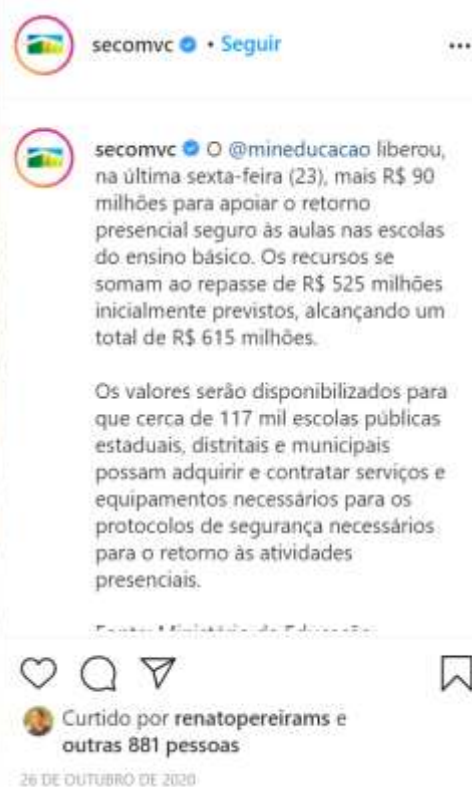 secomvc • Seguir
secomvc O @mineducacao liberou,
na última sexta-feira (23), mais R$ 90
milhões para apoiar o retorno
presencial seguro às aulas nas escolas
do ensino básico. Os recursos se
somam ao repasse de R$ 525 milhões
inicialmente previstos, alcançando um
total de R$ 615 milhões.
Os valores serão disponibilizados para
que cerca de 117 mil escolas públicas
estaduais, distritais e municipais
possam adquirir e contratar serviços e
equipamentos necessários para os
protocolos de segurança necessários
para o retorno às atividades
presenciais.
Fonte: Ministério da Educação
Curtido por renatopereirams e
outras 881 pessoas
26 DE OUTUBRO DE 2020